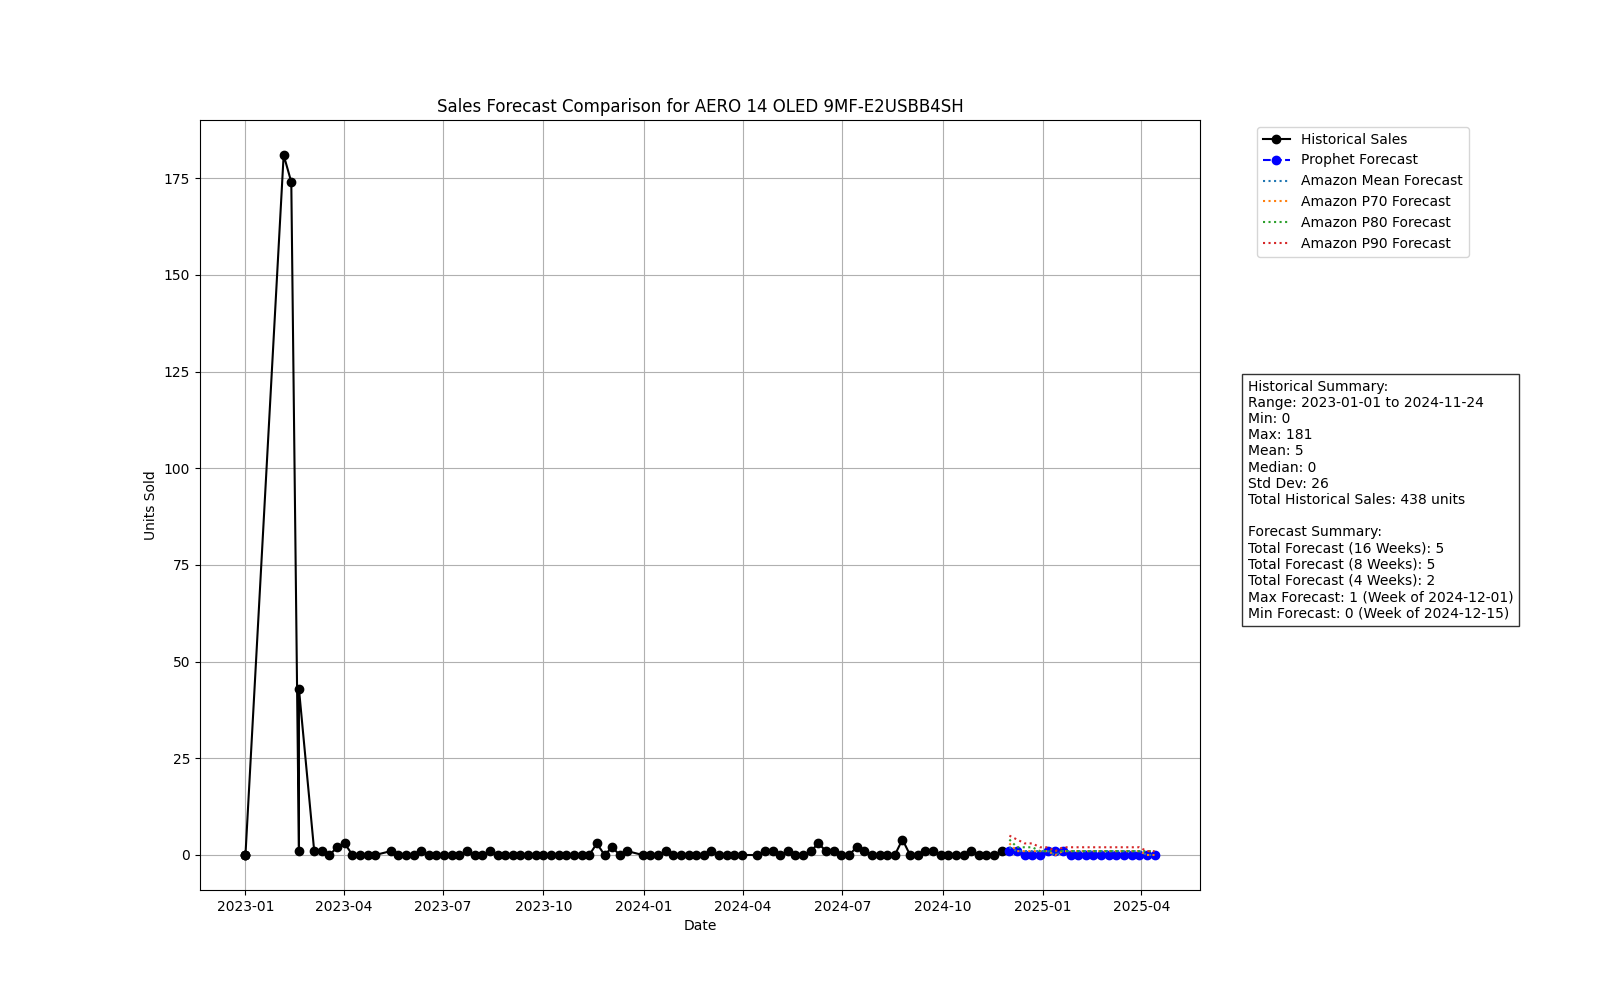 Sales Forecast Comparison for AERO 14 OLED 9MF-E2USBB4SH
Units Sold
175
150
125
100
75
50
25
0
2023-01
2023-04
2023-07
2023-10
2024-01
2024-04
2024-07
2024-10
2025-01
2025-04
Date
Historical Sales
Prophet Forecast
Amazon Mean Forecast
Amazon P70 Forecast
Amazon P80 Forecast
Amazon P90 Forecast
Historical Summary:
Range: 2023-01-01 to 2024-11-24
Min: 0
Max: 181
Mean: 5
Median: 0
Std Dev: 26
Total Historical Sales: 438 units
Forecast Summary:
Total Forecast (16 Weeks): 5
Total Forecast (8 Weeks): 5
Total Forecast (4 Weeks): 2
Max Forecast: 1 (Week of 2024-12-01)
Min Forecast: 0 (Week of 2024-12-15)